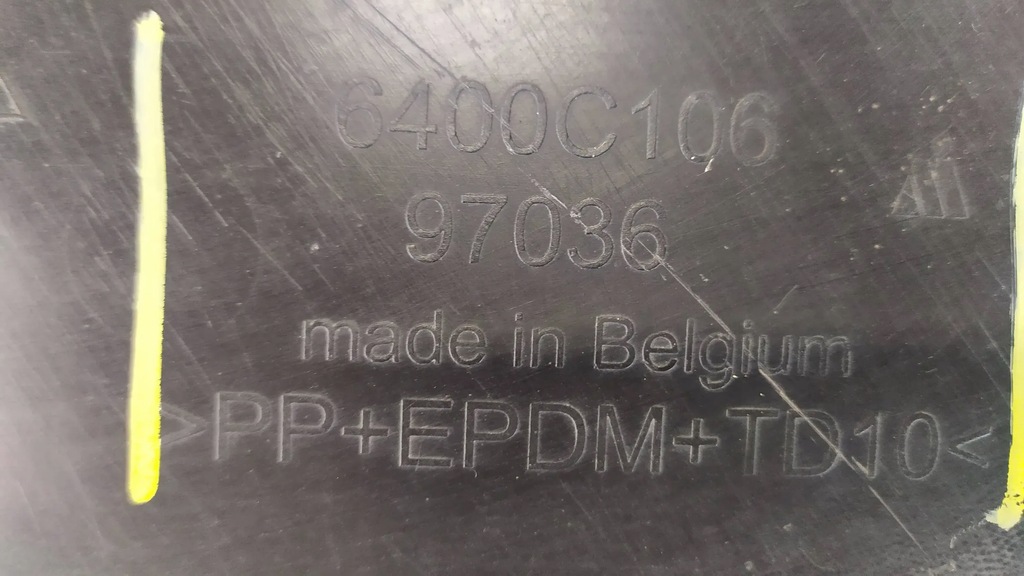 6400C106
97036
made in Belgium
>PP+EPDM+TD10<